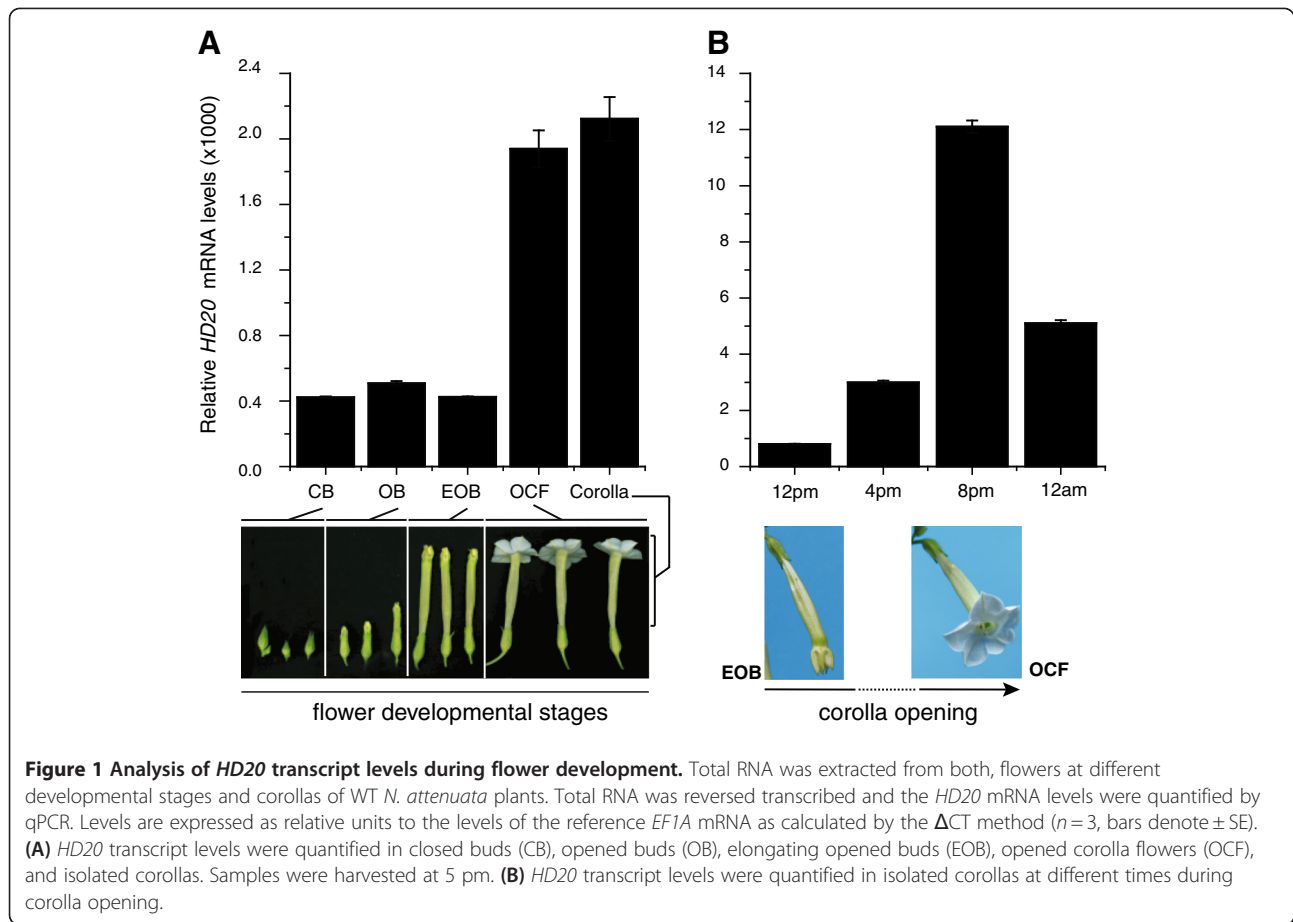 A
B
2.4
2.0
1.6
1.2
0.8
0.4
0.0
Relative HD20 mRNA levels (x1000)
CB OB EOB OCF Corolla
flower developmental stages
14
12
10
8
6
4
2
0
12pm 4pm 8pm 12am
EOB
OCF
corolla opening
Figure 1 Analysis of HD20 transcript levels during flower development. Total RNA was extracted from both, flowers at different
developmental stages and corollas of WT N. attenuata plants. Total RNA was reversed transcribed and the HD20 mRNA levels were quantified by
qPCR. Levels are expressed as relative units to the levels of the reference EF1A mRNA as calculated by the ΔCT method (n = 3, bars denote ± SE).
(A) HD20 transcript levels were quantified in closed buds (CB), opened buds (OB), elongating opened buds (EOB), opened corolla flowers (OCF),
and isolated corollas. Samples were harvested at 5 pm. (B) HD20 transcript levels were quantified in isolated corollas at different times during
corolla opening.